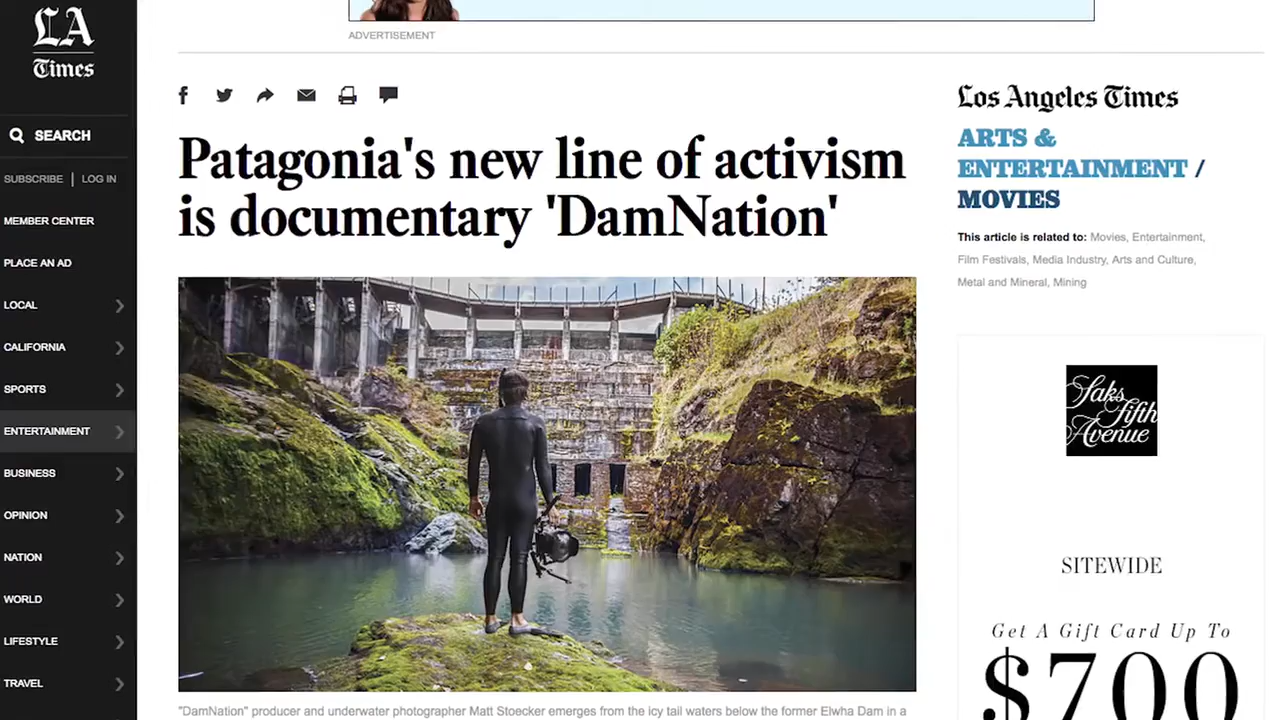 LA
Times
SEARCH
SUBSCRIBE | LOG IN
MEMBER CENTER
PLACE AN AD
LOCAL
CALIFORNIA
SPORTS
ENTERTAINMENT
BUSINESS
OPINION
NATION
WORLD
LIFESTYLE
TRAVEL
ADVERTISEMENT
Patagonia's new line of activism
is documentary 'DamNation'
"DamNation" producer and underwater photographer Matt Stoecker emerges from the icy tail waters below the former Elwha Dam in a
Los Angeles Times
ARTS &
ENTERTAINMENT /
MOVIES
This article is related to: Movies, Entertainment,
Film Festivals, Media Industry, Arts and Culture,
Metal and Mineral, Mining
Saks
Fifth
Avenue
SITEWIDE
Get A Gift Card Up To
$700